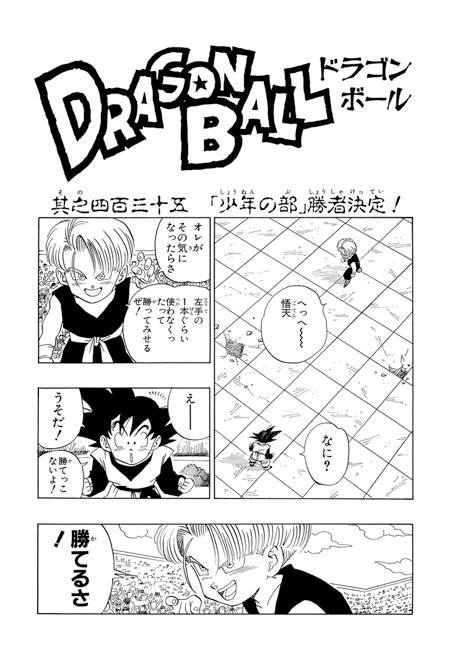 DRAGON BALL
ドラゴンボール
其之四百三十五 「少年の部」勝者決定！
へっへ〜〜〜
悟天
なに？
オレが
その気に
なったらさ
左手の
１本くらい
使わなくっ
たって
勝ってみせる
ぜ！
えーー
うそだ！
勝てっこ
ないよ！
勝てるさ
！